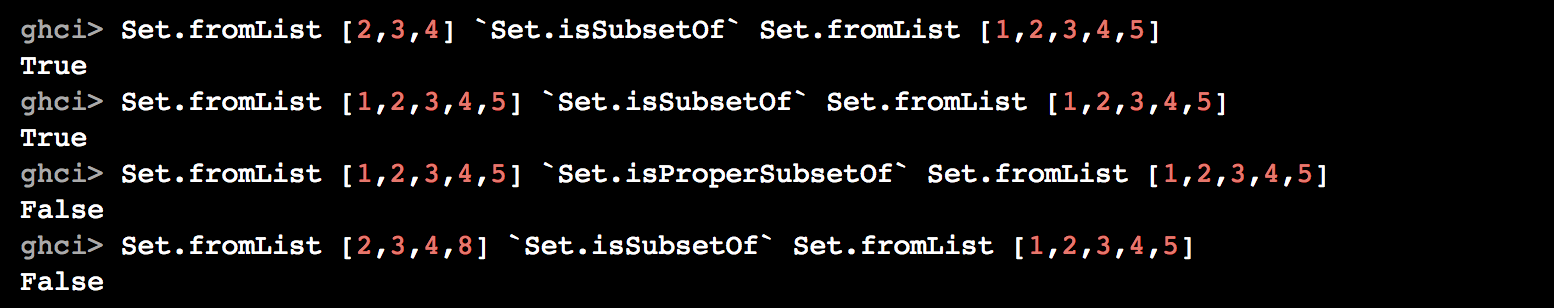 ghci> Set.fromList [2,3,4] `Set.isSubsetOf` Set.fromList [1,2,3,4,5]
True
ghci> Set.fromList [1,2,3,4,5] `Set.isSubsetOf` Set.fromList [1,2,3,4,5]
True
ghci> Set.fromList [1,2,3,4,5] `Set.isProperSubsetOf` Set.fromList [1,2,3,4,5]
False
ghci> Set.fromList [2,3,4,8] `Set.isSubsetOf` Set.fromList [1,2,3,4,5]
False